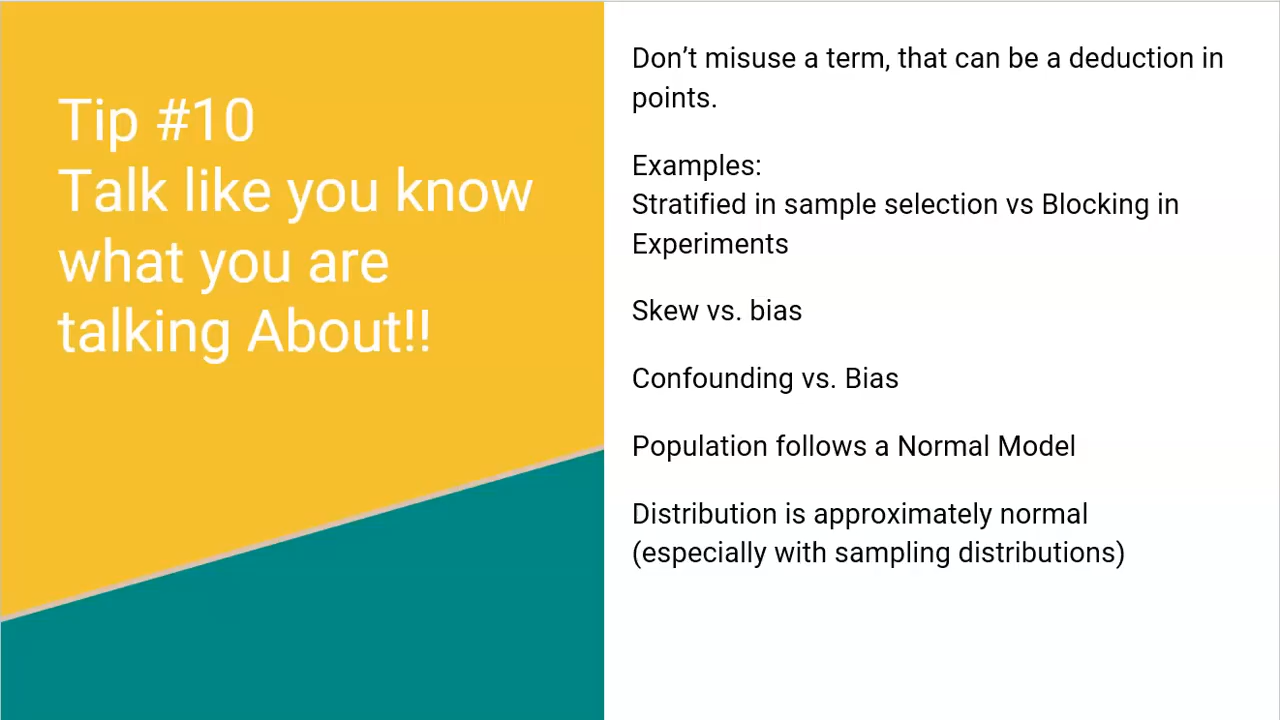 Tip #10
Talk like you know
what you are
talking About!!
Don’t misuse a term, that can be a deduction in
points.
Examples:
Stratified in sample selection vs Blocking in
Experiments
Skew vs. bias
Confounding vs. Bias
Population follows a Normal Model
Distribution is approximately normal
(especially with sampling distributions)